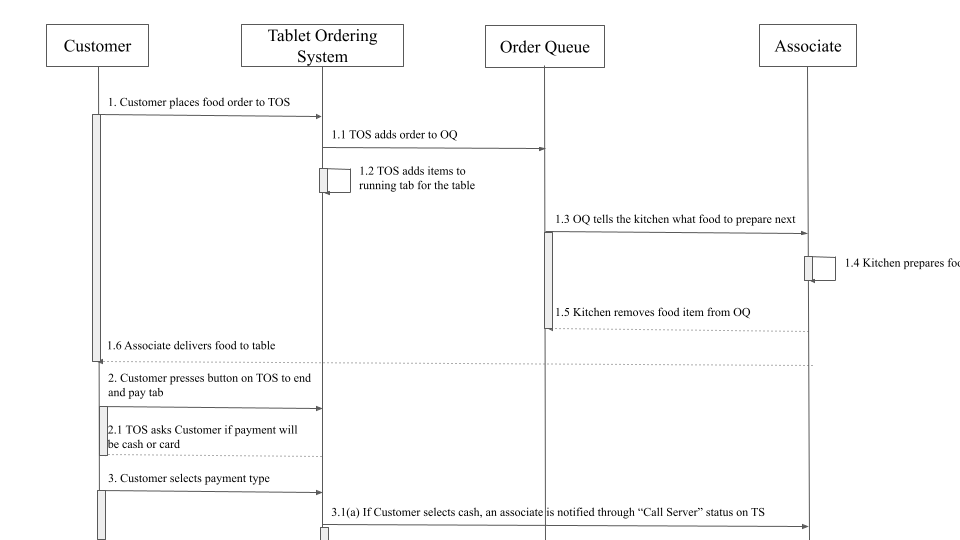 Customer
Tablet Ordering
System
Order Queue
Associate
1. Customer places food order to TOS
1.1 TOS adds order to OQ
1.2 TOS adds items to
running tab for the table
1.3 OQ tells the kitchen what food to prepare next
1.4 Kitchen prepares foo
1.5 Kitchen removes food item from OQ
1.6 Associate delivers food to table
2. Customer presses button on TOS to end
and pay tab
2.1 TOS asks Customer if payment will
be cash or card
3. Customer selects payment type
3.1(a) If Customer selects cash, an associate is notified through “Call Server” status on TS